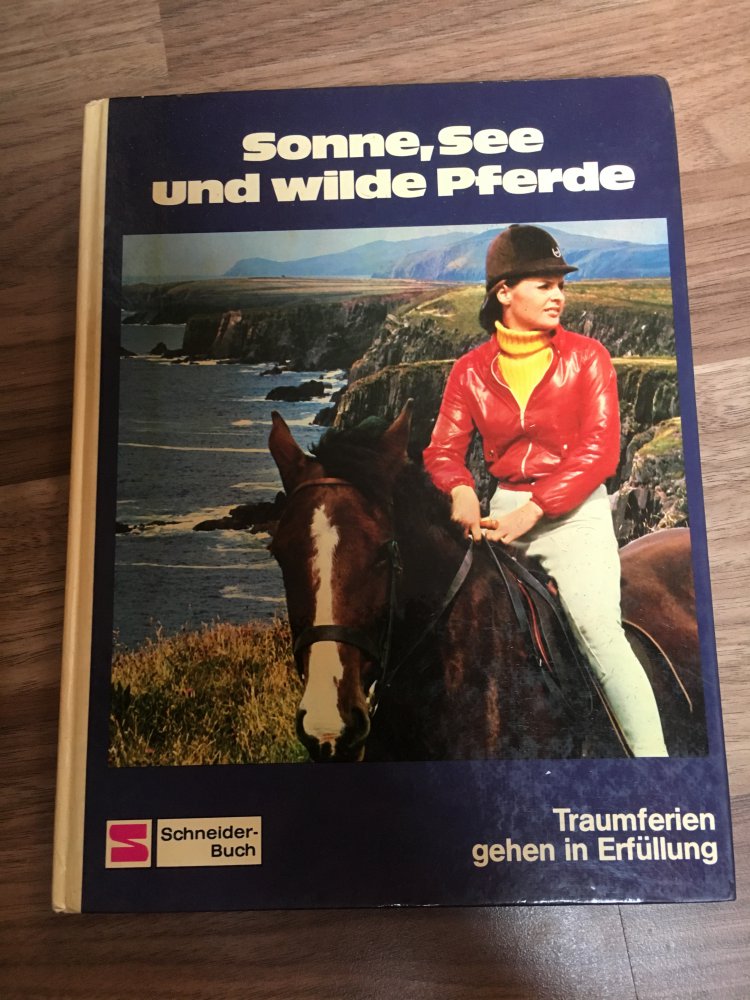 Sonne, See
und wilde Pferde
Schneider-
Buch
Traumferien
gehen in Erfüllung